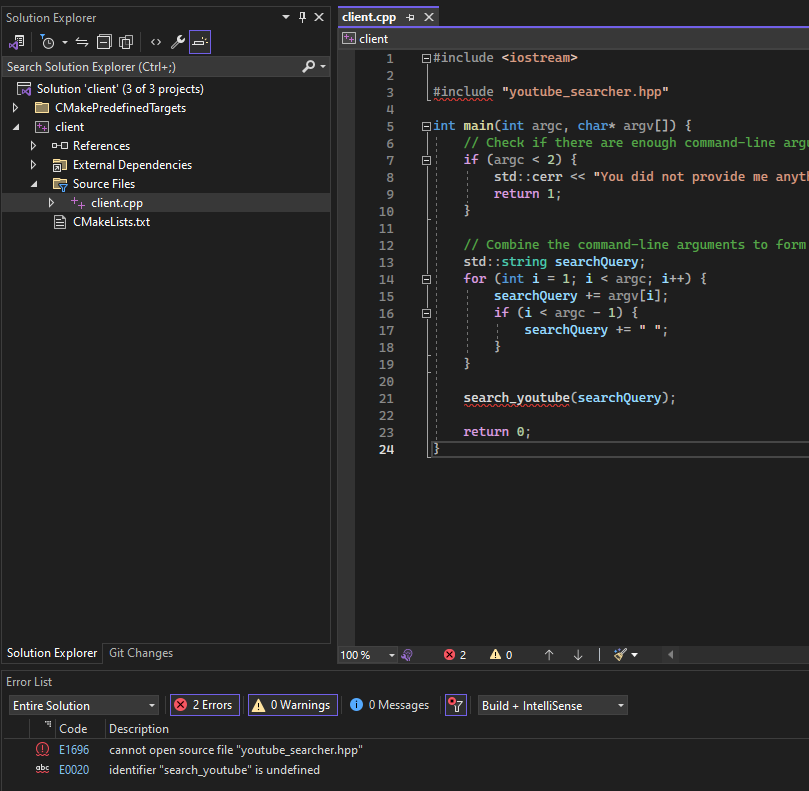 Solution Explorer
Search Solution Explorer (Ctrl+;)
Solution 'client' (3 of 3 projects)
CMakePredefinedTargets
client
References
External Dependencies
Source Files
client.cpp
CMakeLists.txt
Solution Explorer
Git Changes
client.cpp
client
1 #include <iostream>
2
3 #include "youtube_searcher.hpp"
4
5 int main(int argc, char* argv[]) {
6 // Check if there are enough command-line argu
7 if (argc < 2) {
8 std::cerr << "You did not provide me anyth
9 return 1;
10 }
11
12 // Combine the command-line arguments to form
13 std::string searchQuery;
14 for (int i = 1; i < argc; i++) {
15 searchQuery += argv[i];
16 if (i < argc - 1) {
17 searchQuery += " ";
18 }
19 }
20
21 search_youtube(searchQuery);
22
23 return 0;
24 }
100 % 2 0
Error List
Entire Solution 2 Errors 0 Warnings 0 Messages Build + IntelliSense
Code Description
E1696 cannot open source file "youtube_searcher.hpp"
abc E0020 identifier "search_youtube" is undefined